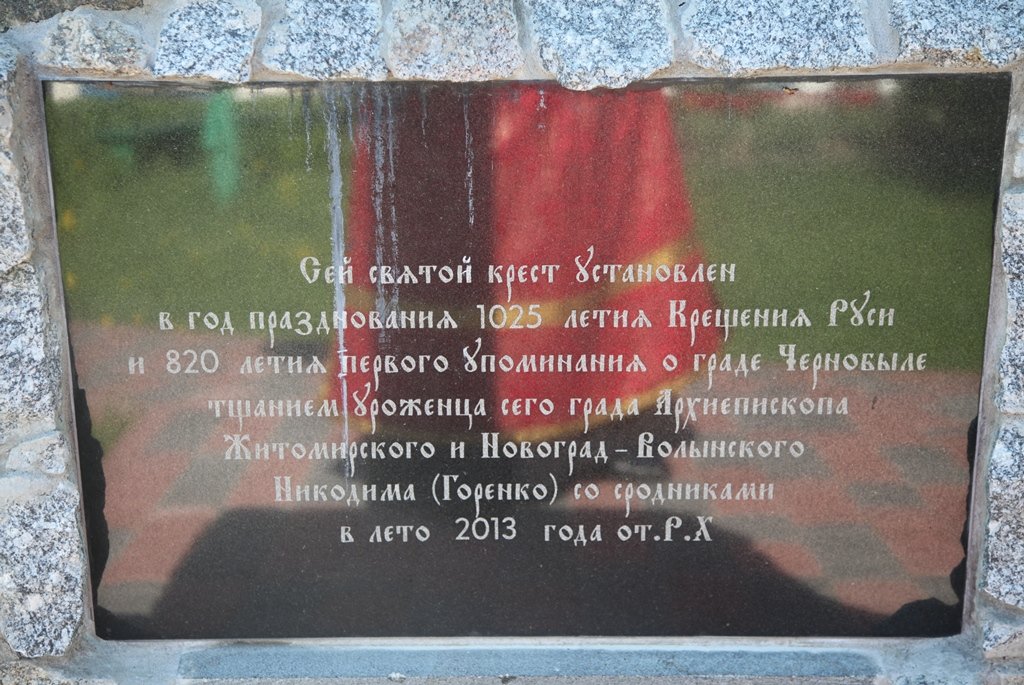 Сей святой крест установлен
в год празднования 1025 летия Крещения Руси
и 820 летия первого упоминания о граде Чернобыле
тщанием уроженца сего града Архиепископа
Житомирского и Новоград-Волынского
Никодима (Горенко) со сродниками
в лето 2013 года от.Р.Х